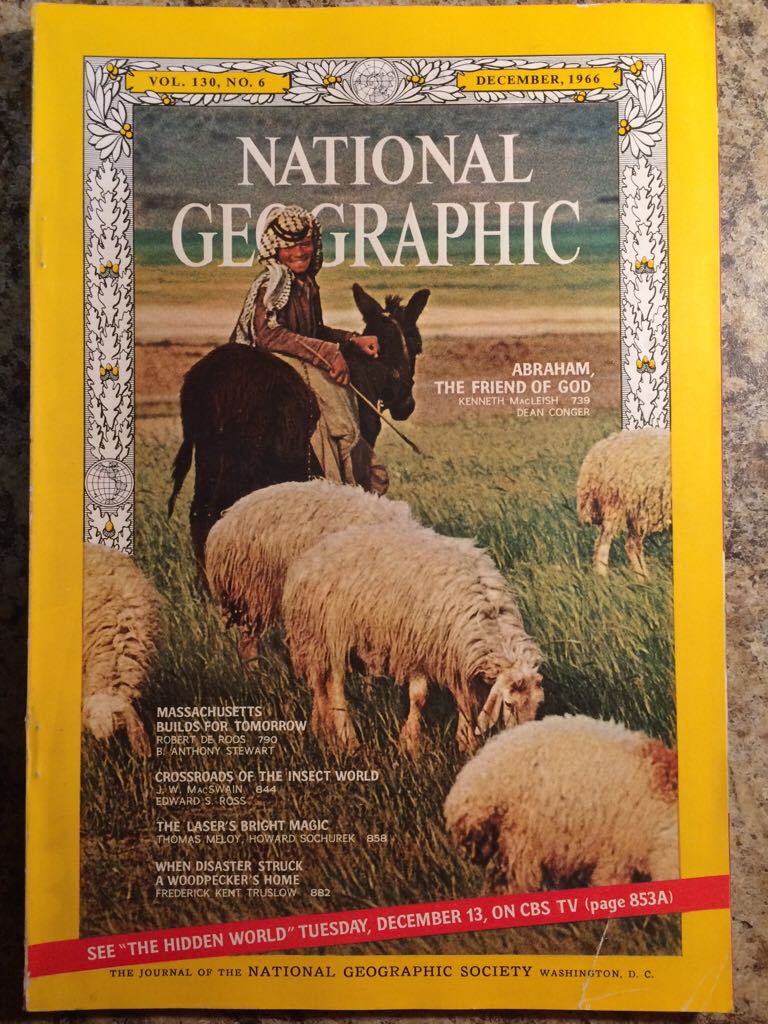 VOL. 130, NO. 6
DECEMBER, 1966
NATIONAL
GEOGRAPHIC
ABRAHAM,
THE FRIEND OF GOD
KENNETH MacLEISH 739
DEAN CONGER
MASSACHUSETTS
BUILDS FOR TOMORROW
ROBERT DE ROOS 790
B. ANTHONY STEWART
CROSSROADS OF THE INSECT WORLD
J. W. MacSWAIN 844
EDWARD S. ROSS
THE LASER'S BRIGHT MAGIC
THOMAS MELOY, HOWARD SOCHUREK 858
WHEN DISASTER STRUCK
A WOODPECKER'S HOME
FREDERICK KENT TRUSLOW 882
SEE "THE HIDDEN WORLD" TUESDAY, DECEMBER 13, ON CBS TV (page 853A)
THE JOURNAL OF THE NATIONAL GEOGRAPHIC SOCIETY WASHINGTON, D. C.